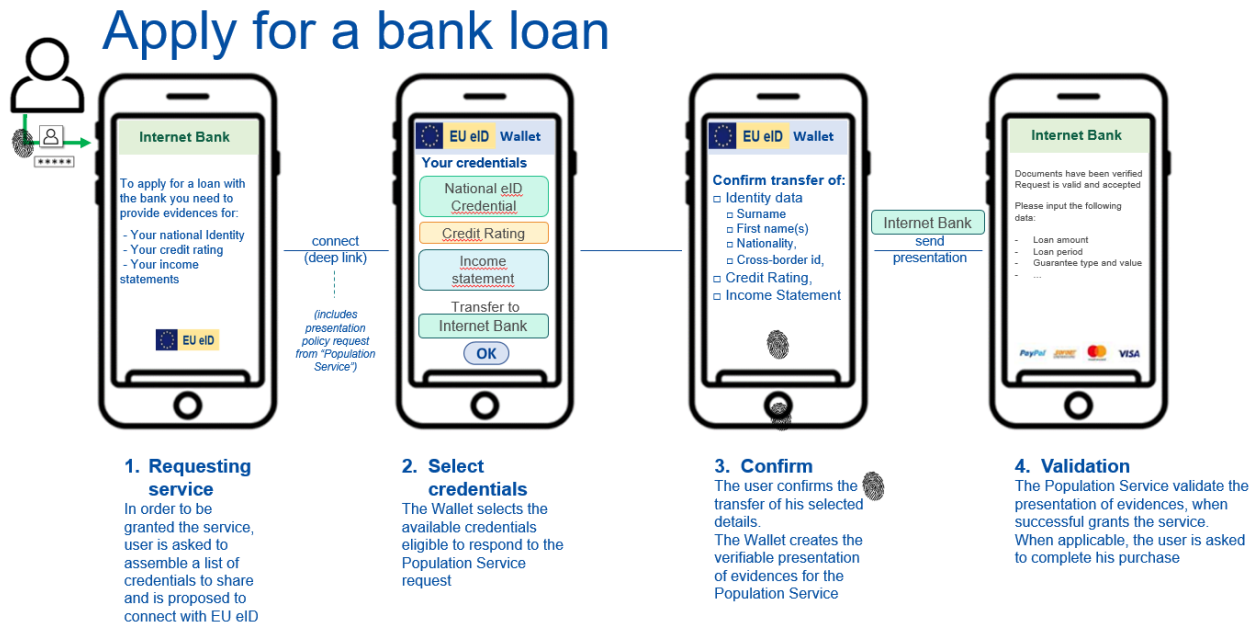 Apply for a bank loan
Internet Bank
To apply for a loan with
the bank you need to
provide evidences for:
- Your national Identity
- Your credit rating
- Your income
statements
EU eID
*****
connect
(deep link)
(includes
presentation
policy request
from “Population
Service”)
EU eID Wallet
Your credentials
National eID
Credential
Credit Rating
Income
statement
Transfer to
Internet Bank
OK
EU eID Wallet
Confirm transfer of:
Identity data
Surname
First name(s)
Nationality,
Cross-border id,
Credit Rating,
Income Statement
Internet Bank
send
presentation
Internet Bank
Documents have been verified
Request is valid and accepted
Please input the following
data:
- Loan amount
- Loan period
- Guarantee type and value
- ...
PayPal
VISA
1. Requesting
service
In order to be
granted the service,
user is asked to
assemble a list of
credentials to share
and is proposed to
connect with EU eID
2. Select
credentials
The Wallet selects the
available credentials
eligible to respond to the
Population Service
request
3. Confirm
The user confirms the
transfer of his selected
details.
The Wallet creates the
verifiable presentation
of evidences for the
Population Service
4. Validation
The Population Service validate the
presentation of evidences, when
successful grants the service.
When applicable, the user is asked
to complete his purchase